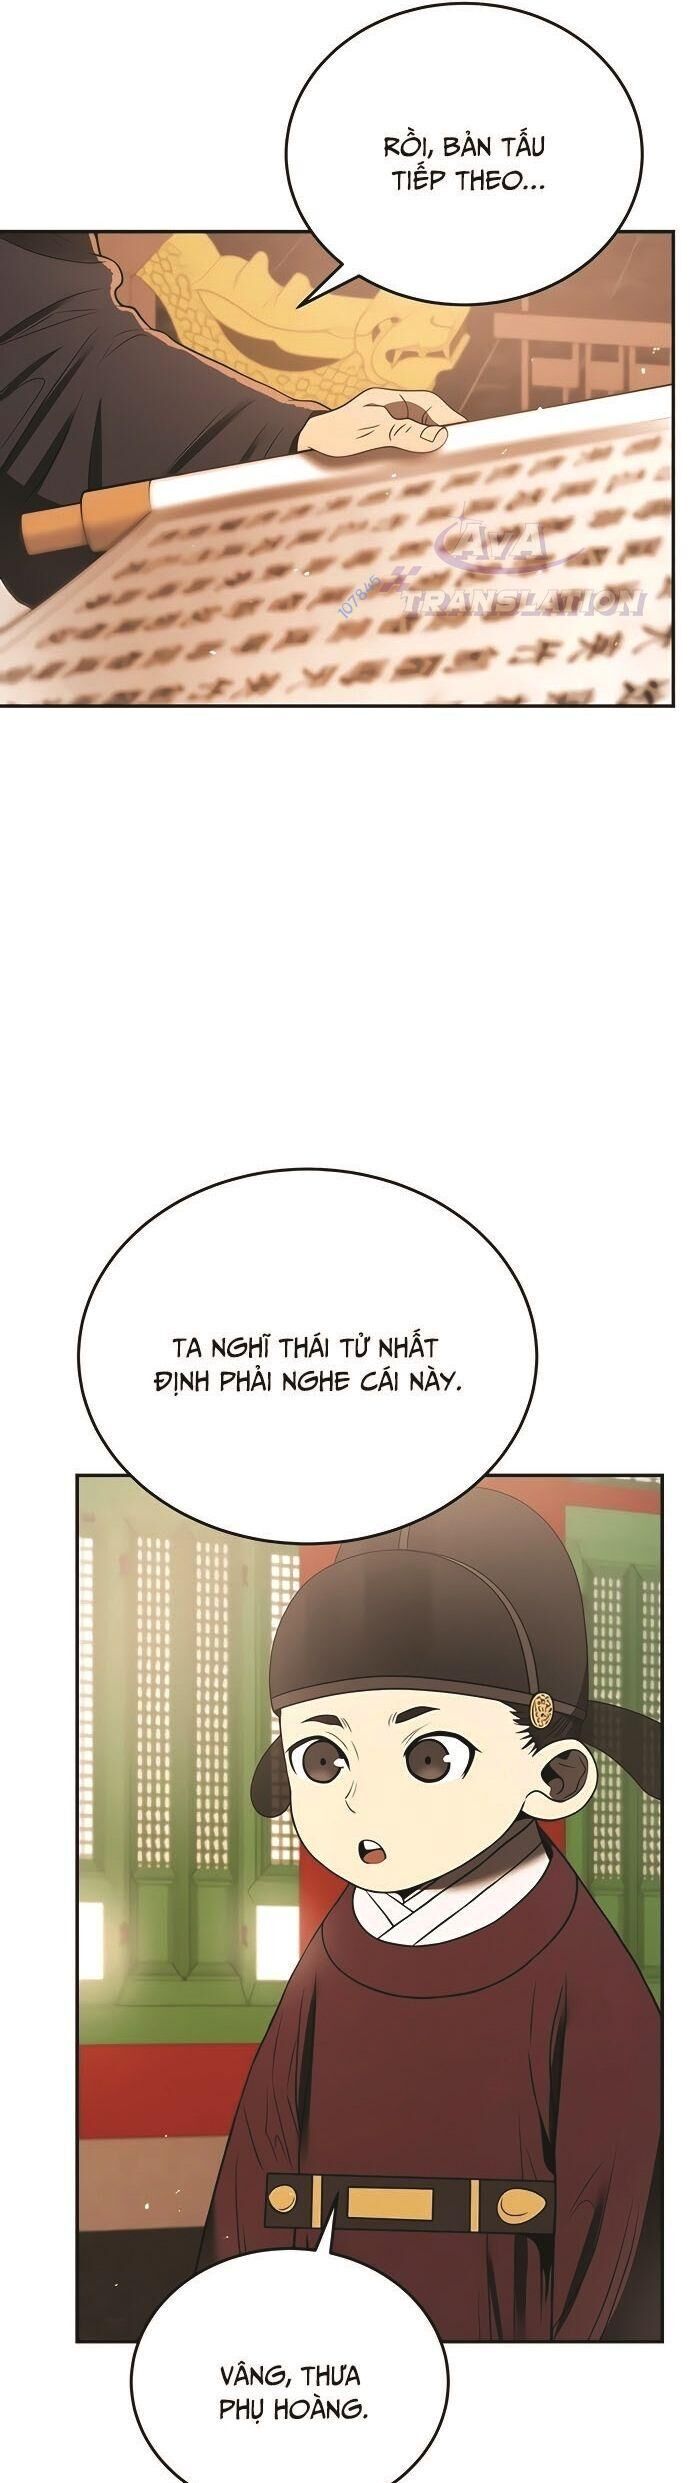 RỒI, BẢN TẤU
TIẾP THEO...
AVA
TRANSLATION
107845
TA NGHĨ THÁI TỬ NHẤT
ĐỊNH PHẢI NGHE CÁI NÀY.
VÂNG, THƯA
PHỤ HOÀNG.